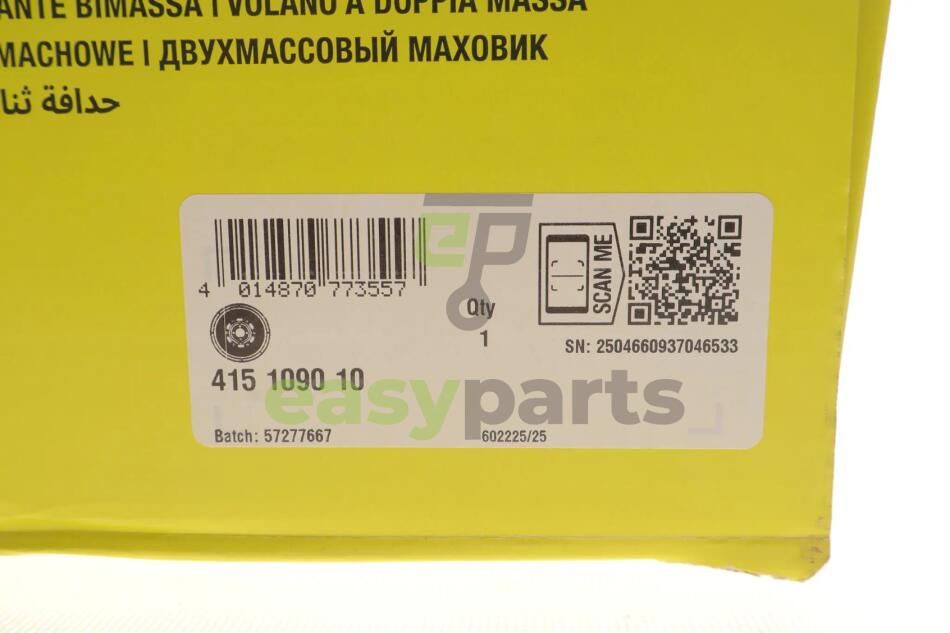 ANTE BIMASSA | VOLANO A DOPPIA MASSA
MACHOWE | ДВУХМАССОВЫЙ МАХОВИК
حدافة ثنا
4 014870 773557
ep
Qty
1
SCAN ME
SN: 2504660937046533
415 1090 10
easyparts
Batch: 57277667
602225/25